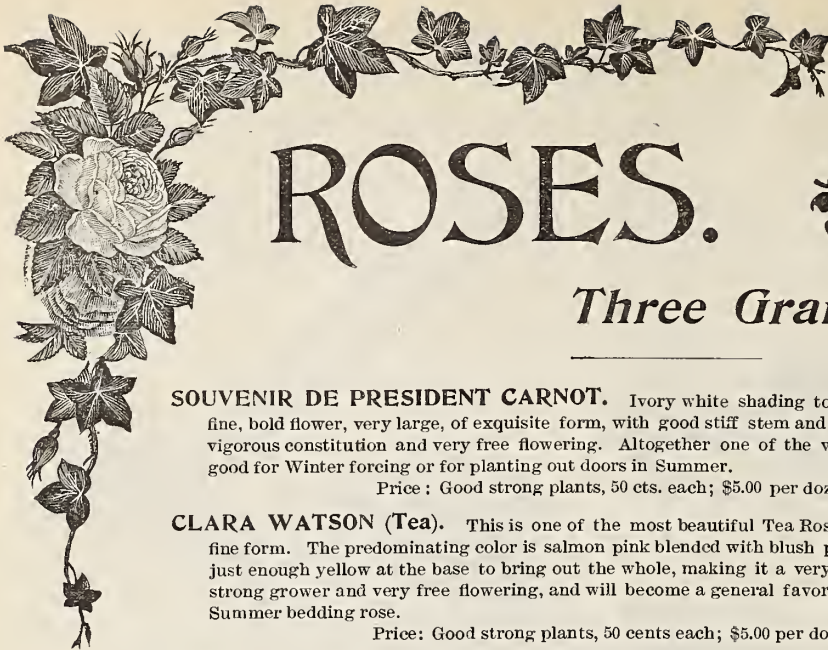 ROSES.
Three
SOUVENIR DE PRESIDENT CARNOT. Ivory white shading to
fine, bold flower, very large, of exquisite form, with good stiff stem and
vigorous constitution and very free flowering. Altogether one of the
good for Winter forcing or for planting out doors in Summer.
Price : Good strong plants, 50 cts. each; $5.00 per
CLARA WATSON (Tea). This is one of the most beautiful Tea
fine form. The predominating color is salmon pink blended with blush
just enough yellow at the base to bring out the whole, making it a very
strong grower and very free flowering, and will become a general
Summer bedding rose.
Price: Good strong plants, 50 cents each; $5.00 per